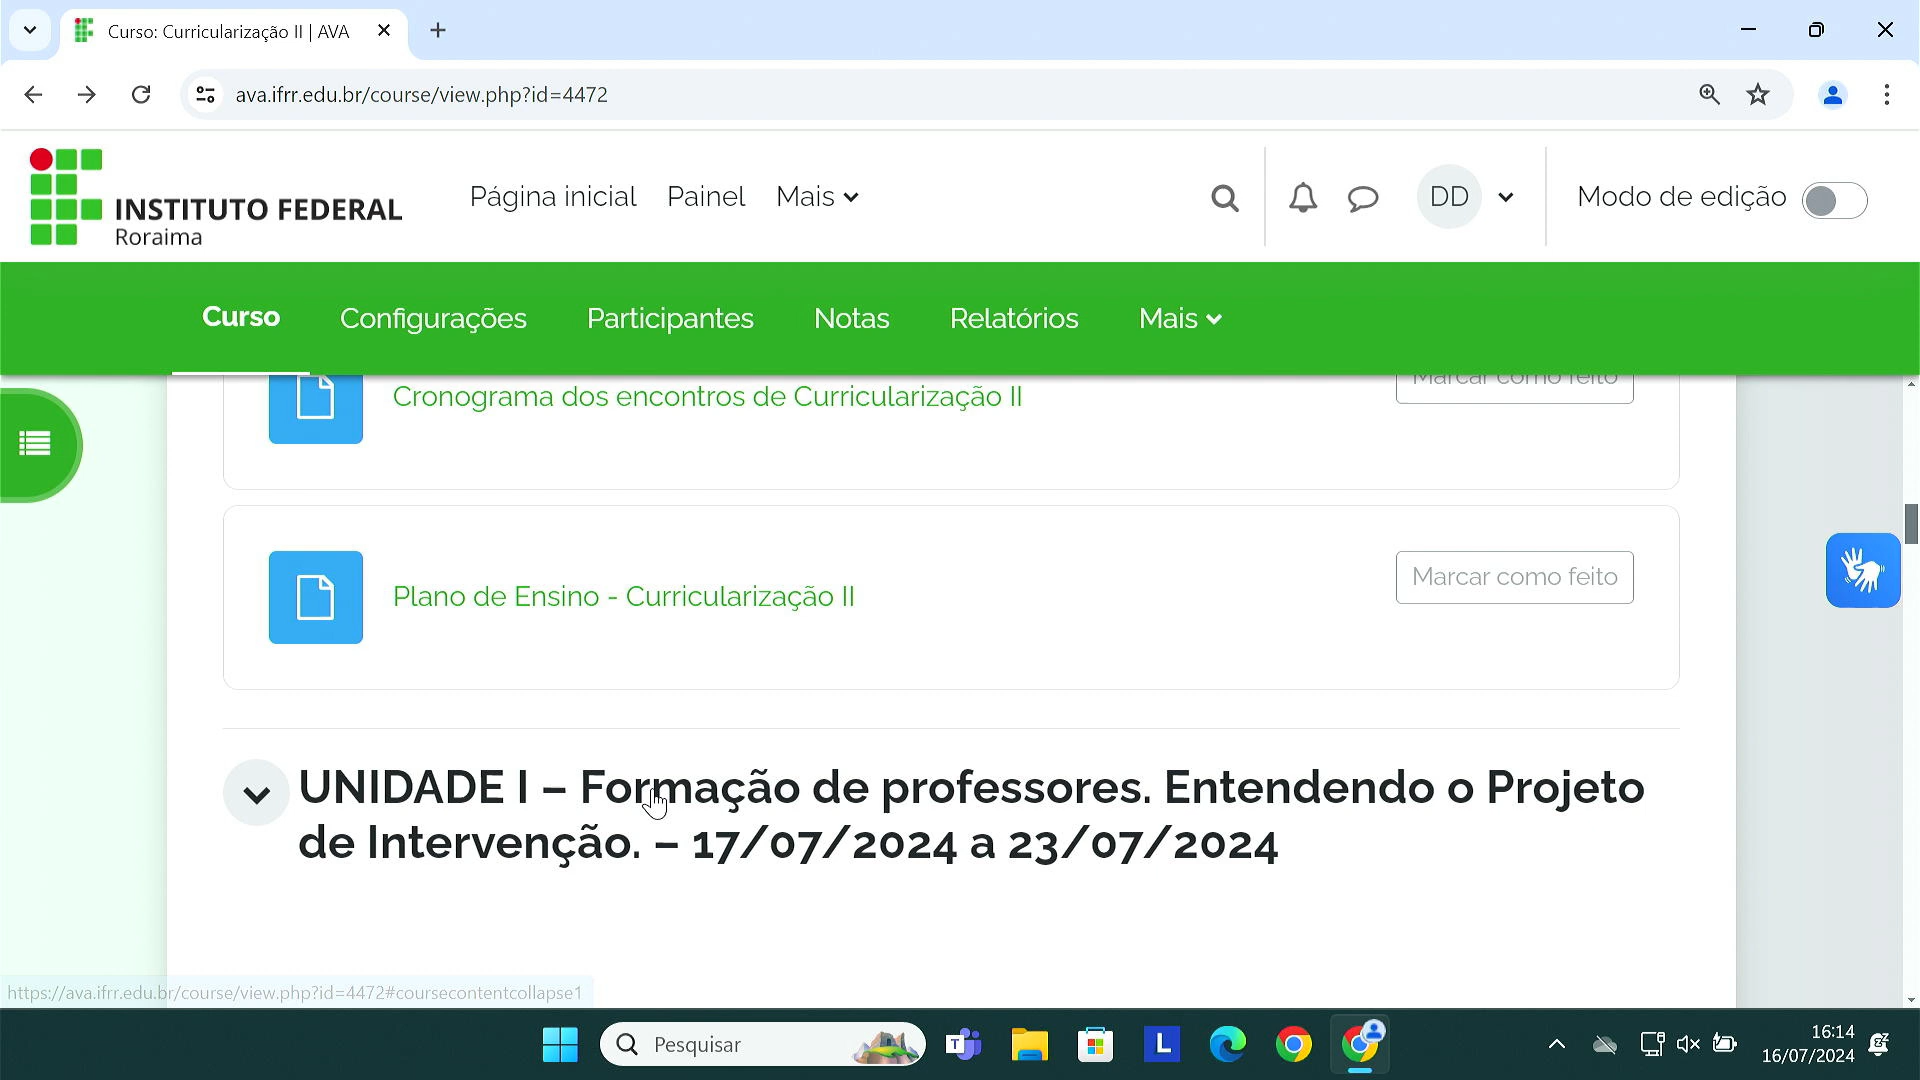 Curso: Curricularização II | AVA
ava.ifrr.edu.br/course/view.php?id=4472
INSTITUTO FEDERAL
Roraima
Página inicial Painel Mais
DD
Modo de edição
Curso Configurações Participantes Notas Relatórios Mais
Marcar como feito
Cronograma dos encontros de Curricularização II
Marcar como feito
Plano de Ensino - Curricularização II
UNIDADE I – Formação de professores. Entendendo o Projeto
de Intervenção. – 17/07/2024 a 23/07/2024
https://ava.ifrr.edu.br/course/view.php?id=4472#coursecontentcollapse1
Pesquisar
T
L
16:14
16/07/2024